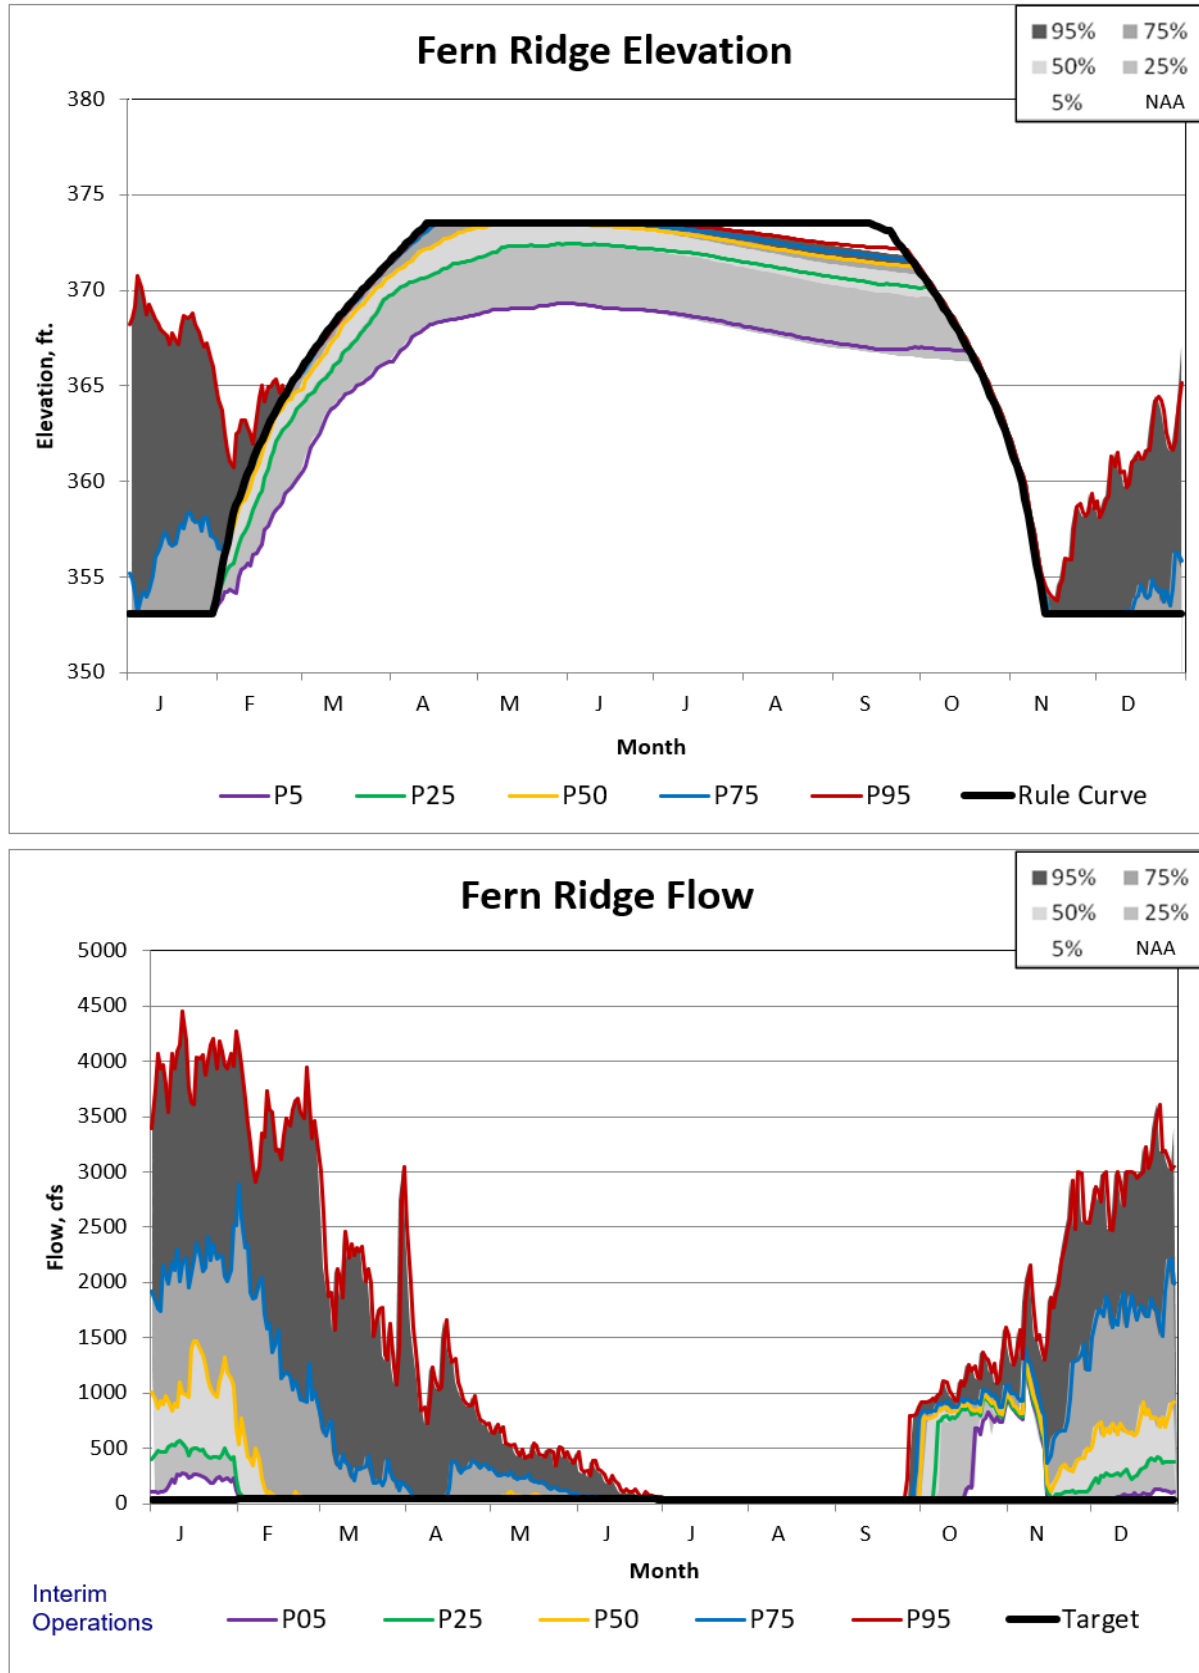 Fern Ridge Elevation
95% 75%
50% 25%
5% NAA
380
375
370
365
360
355
350
Elevation, ft.
J F M A M J J A S O N D
Month
P5 P25 P50 P75 P95 Rule Curve
Fern Ridge Flow
95% 75%
50% 25%
5% NAA
5000
4500
4000
3500
3000
2500
2000
1500
1000
500
0
Flow, cfs
J F M A M J J A S O N D
Month
Interim
Operations
P05 P25 P50 P75 P95 Target